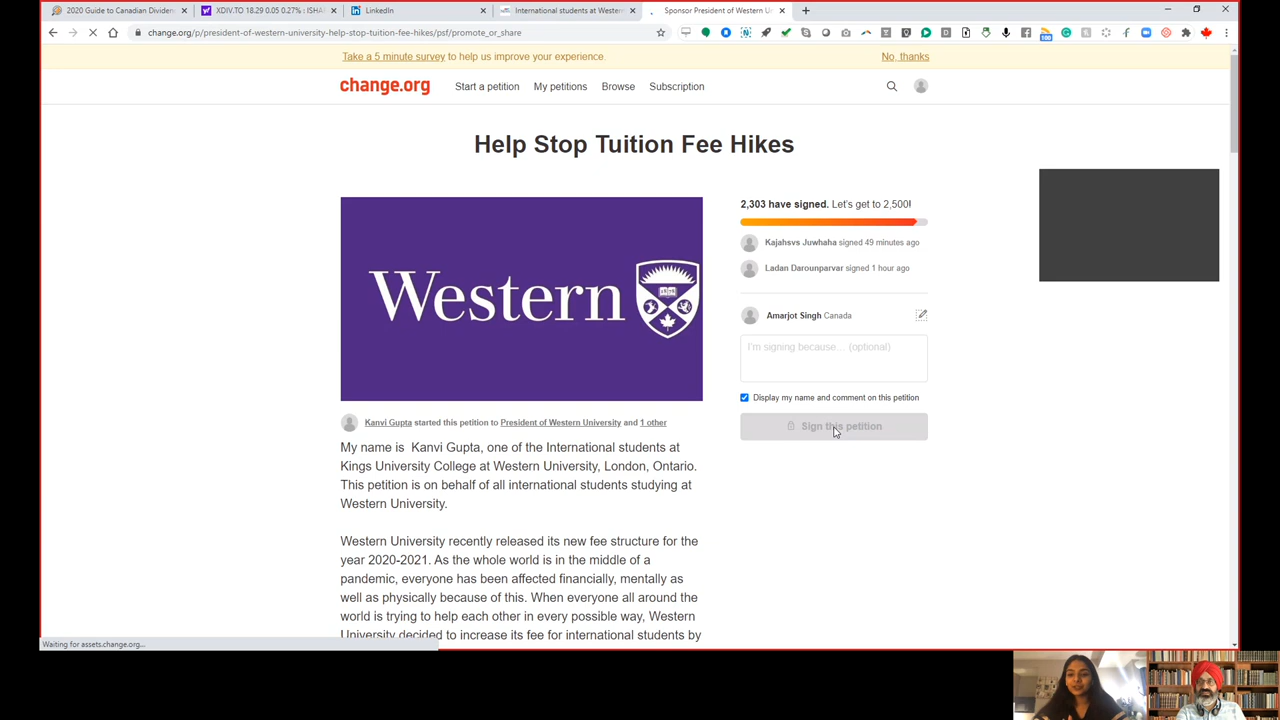 2020 Guide to Canadian Dividen
XDIV.TO 18.29 0.05 0.27% : ISHA
LinkedIn
International students at Western
Sponsor President of Western Un
change.org/p/president-of-western-university-help-stop-tuition-fee-hikes/psf/promote_or_share
Take a 5 minute survey to help us improve your experience.
No, thanks
change.org
Start a petition
My petitions
Browse
Subscription
Help Stop Tuition Fee Hikes
Western
2,303 have signed. Let's get to 2,500!
Kajahsvs Juwhaha signed 49 minutes ago
Ladan Darounparvar signed 1 hour ago
Amarjot Singh Canada
I'm signing because... (optional)
Display my name and comment on this petition
Sign this petition
Kanvi Gupta started this petition to President of Western University and 1 other
My name is Kanvi Gupta, one of the International students at
Kings University College at Western University, London, Ontario.
This petition is on behalf of all international students studying at
Western University.
Western University recently released its new fee structure for the
year 2020-2021. As the whole world is in the middle of a
pandemic, everyone has been affected financially, mentally as
well as physically because of this. When everyone all around the
world is trying to help each other in every possible way, Western
University decided to increase its fee for international students by
Waiting for assets.change.org...